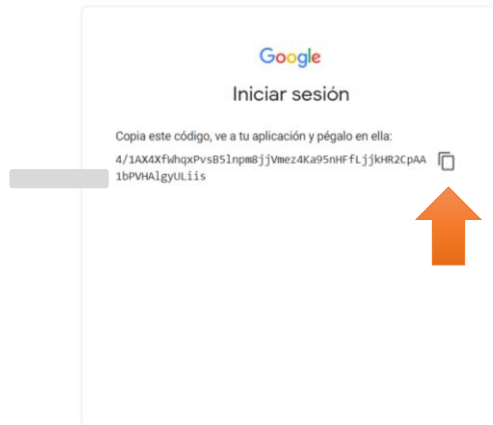 Google
Iniciar sesión
Copia este código, ve a tu aplicación y pégalo en ella:
4/1AX4XfWhqxPvsB5lnpm8jjVmez4Ka95nHFfLjjkHR2CpAA
1bPVHAlgyULiis